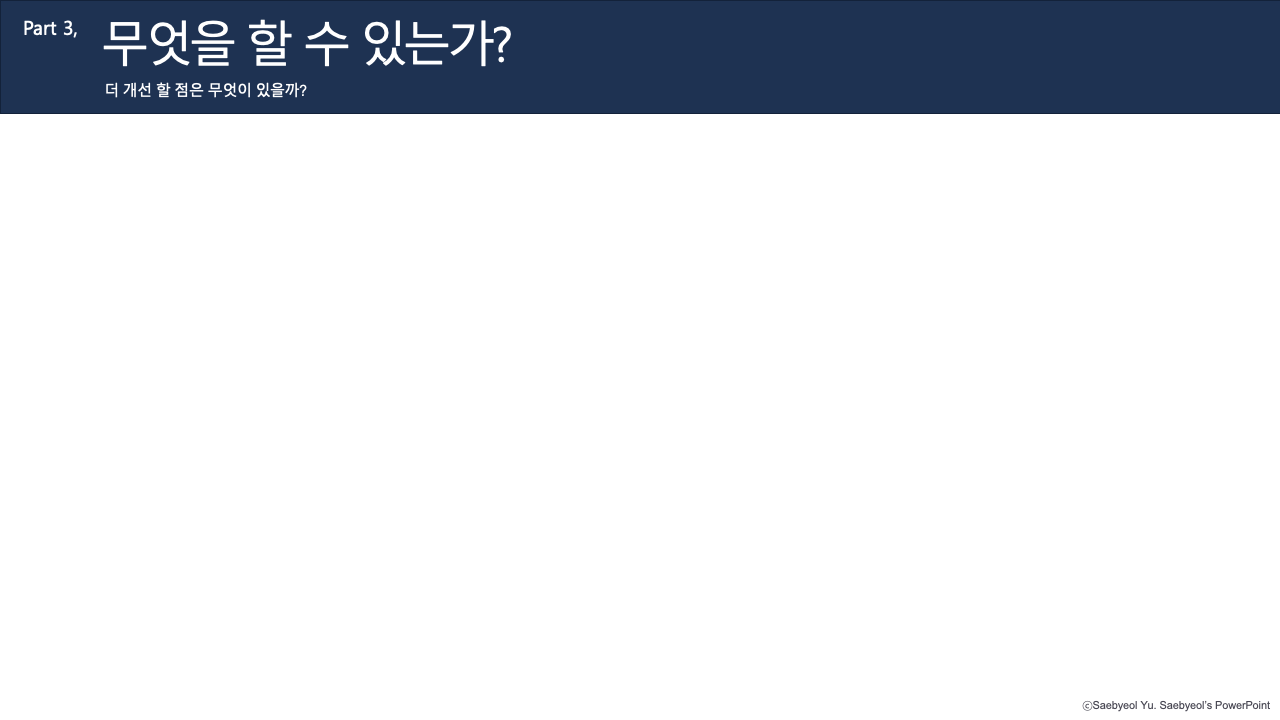 Part 3,
무엇을 할 수 있는가?
더 개선 할 점은 무엇이 있을까?
ⓒSaebyeol Yu. Saebyeol’s PowerPoint